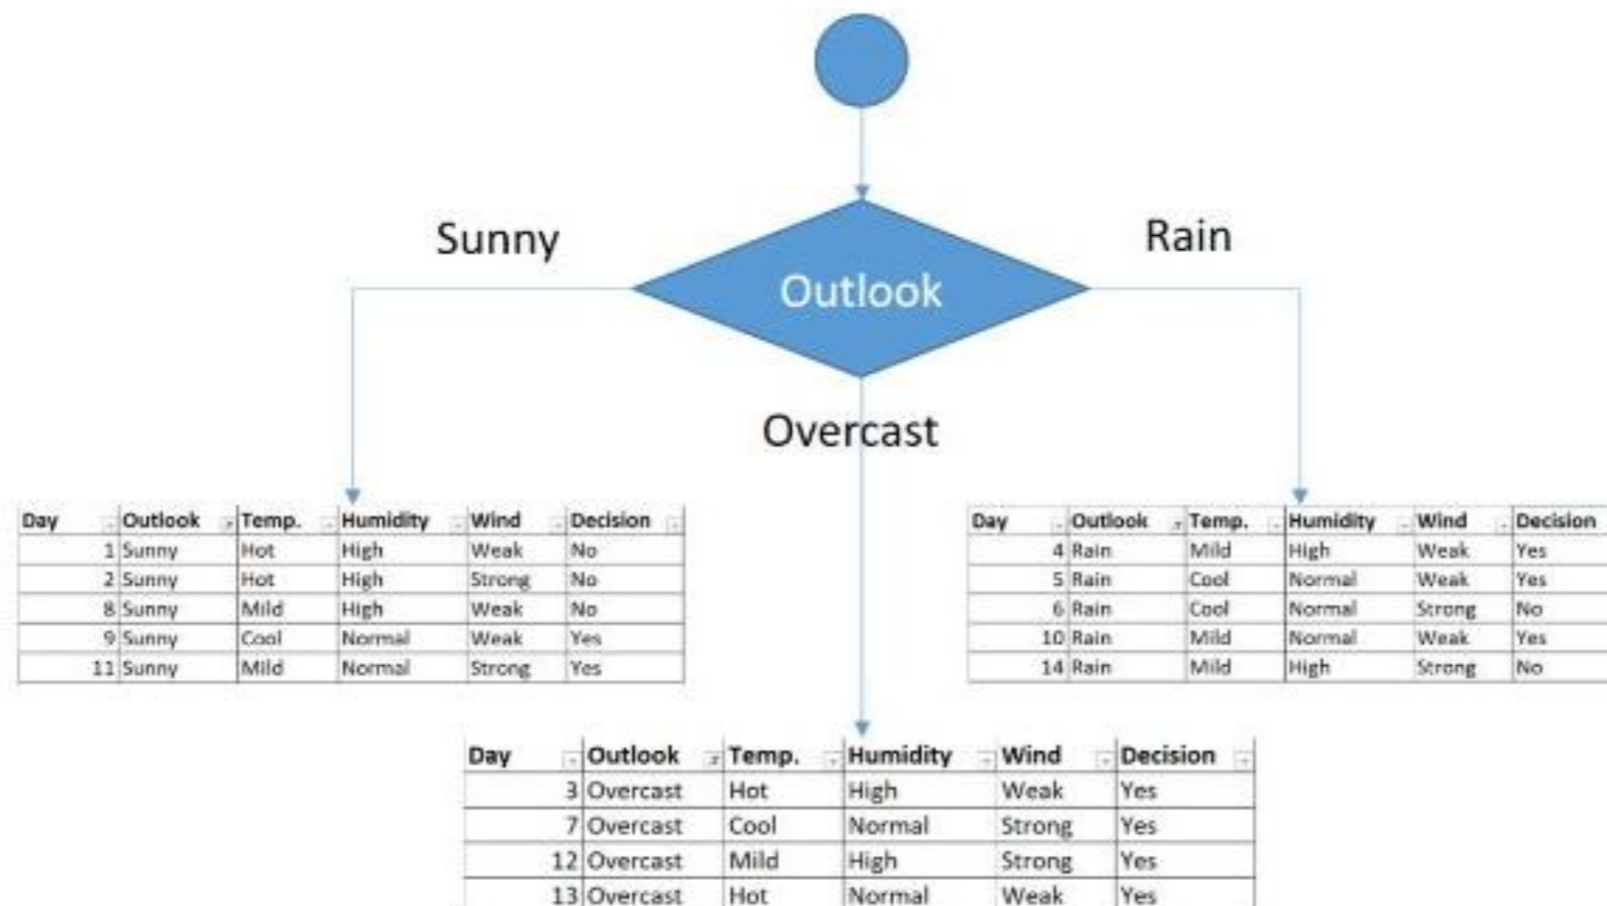 Sunny
Rain
Outlook
Overcast
Day Outlook Temp. Humidity Wind Decision
1 Sunny Hot High Weak No
2 Sunny Hot High Strong No
8 Sunny Mild High Weak No
9 Sunny Cool Normal Weak Yes
11 Sunny Mild Normal Strong Yes
Day Outlook Temp. Humidity Wind Decision
4 Rain Mild High Weak Yes
5 Rain Cool Normal Weak Yes
6 Rain Cool Normal Strong No
10 Rain Mild Normal Weak Yes
14 Rain Mild High Strong No
Day Outlook Temp. Humidity Wind Decision
3 Overcast Hot High Weak Yes
7 Overcast Cool Normal Strong Yes
12 Overcast Mild High Strong Yes
13 Overcast Hot Normal Weak Yes